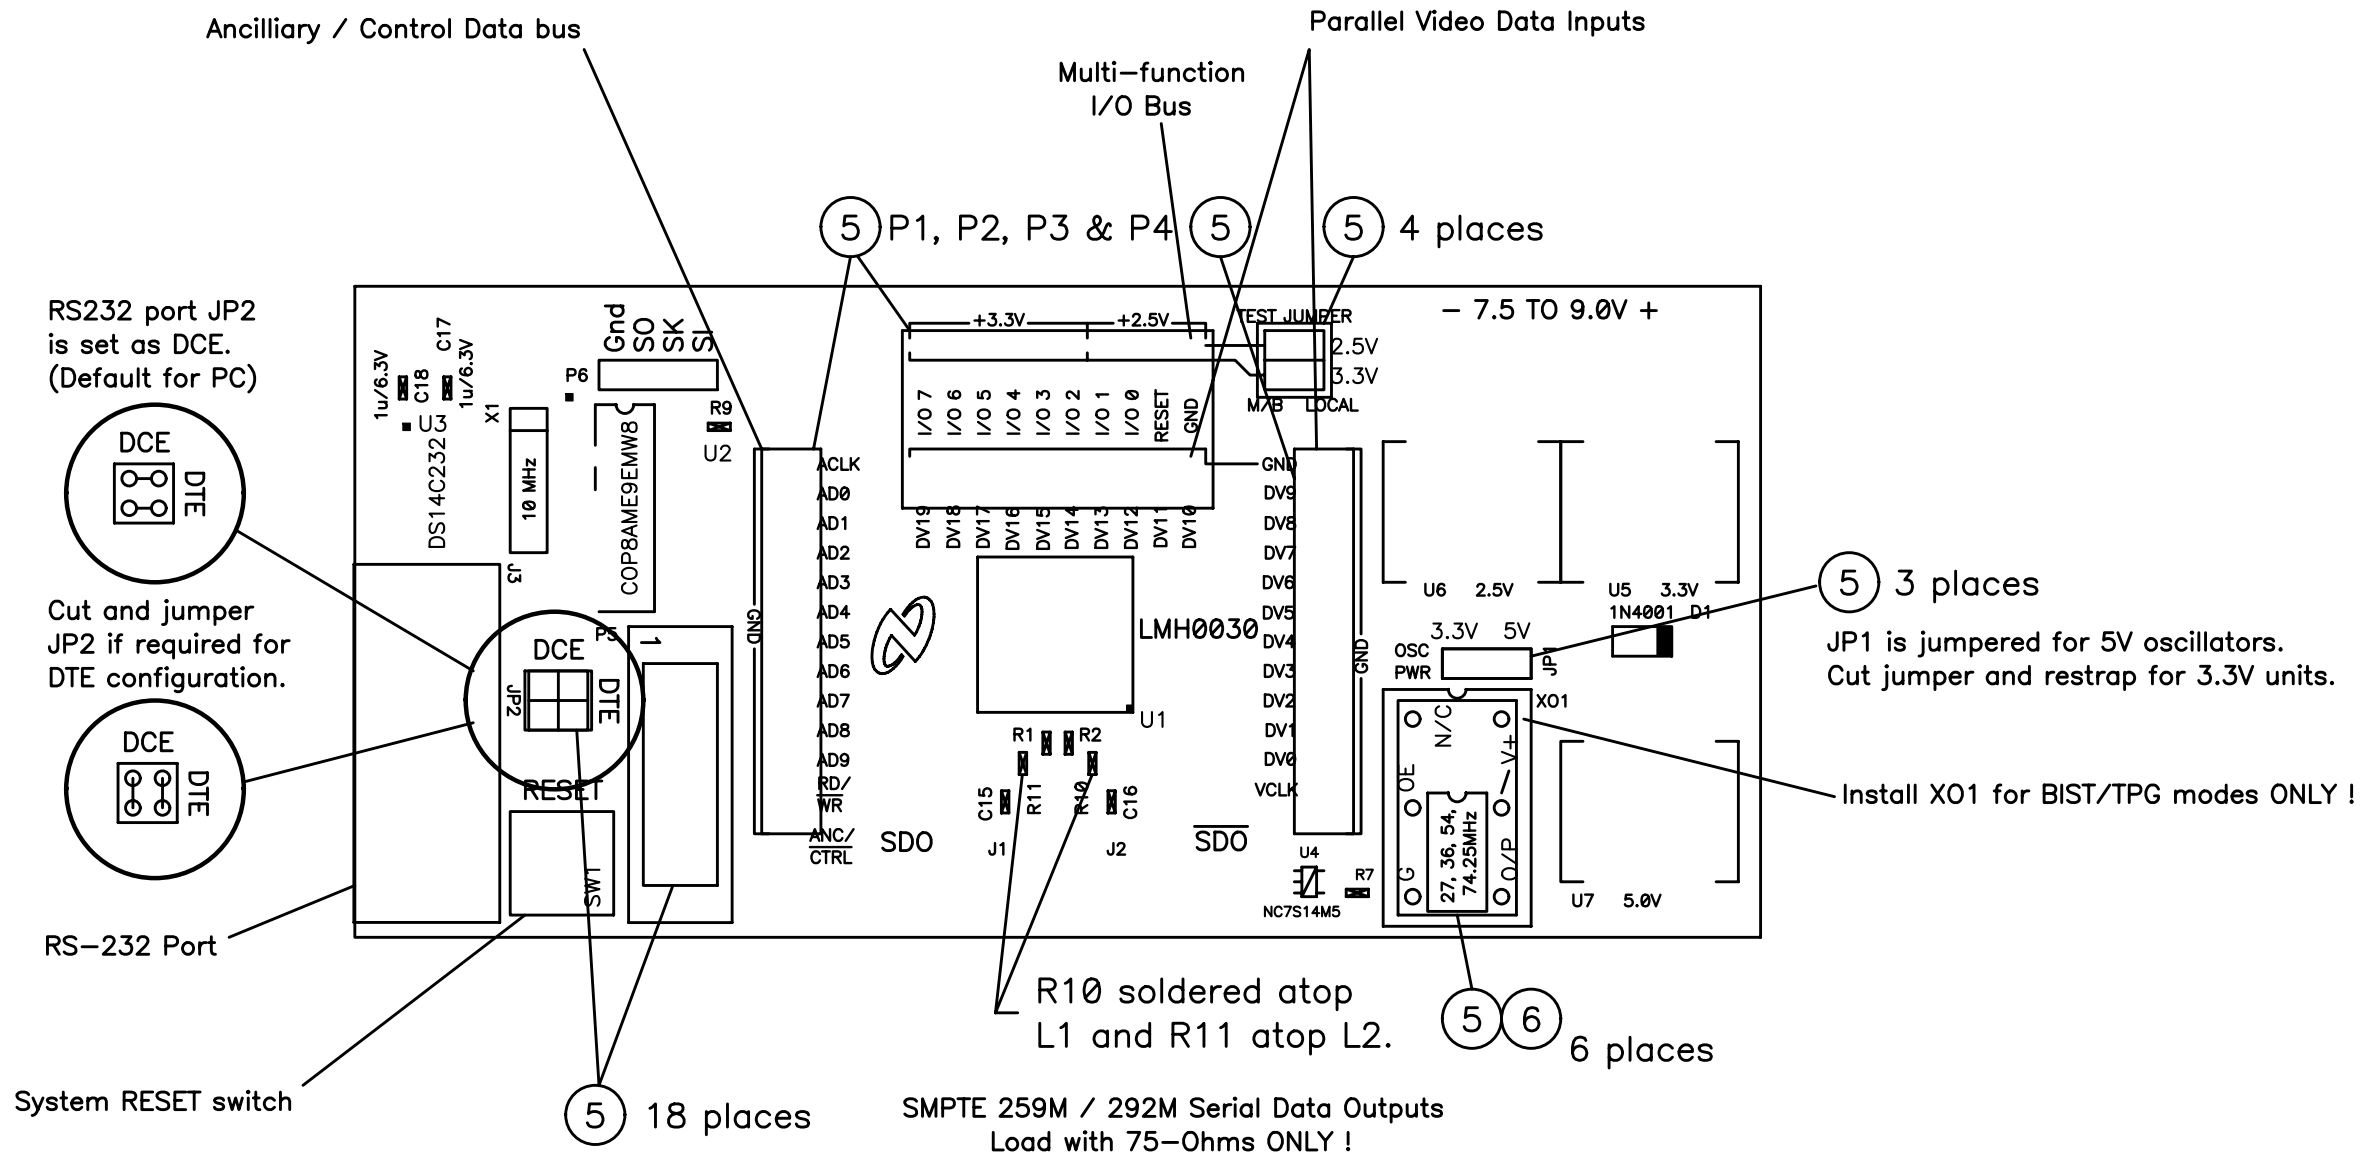 Ancilliary / Control Data bus
Parallel Video Data Inputs
Multi-function
I/O Bus
5 P1, P2, P3 & P4 5
5 4 places
RS232 port JP2
is set as DCE.
(Default for PC)
DCE
DTE
Cut and jumper
JP2 if required for
DTE configuration.
DCE
DTE
RS-232 Port
System RESET switch
1u/6.3V
C18
C17
1u/6.3V
U3
DS14C232
X1
10 MHz
J3
Gnd
SO
SK
SI
P6
COP8AME9EMW8
R9
U2
P5
1
DCE
DTE
JP2
RESET
SW1
GND
ACLK
AD0
AD1
AD2
AD3
AD4
AD5
AD6
AD7
AD8
AD9
RD/
WR
ANC/
CTRL
+3.3V
+2.5V
I/O 7
I/O 6
I/O 5
I/O 4
I/O 3
I/O 2
I/O 1
I/O 0
RESET
GND
DV19
DV18
DV17
DV16
DV15
DV14
DV13
DV12
DV11
DV10
LMH0030
U1
R1
R2
R11
R10
C15
C16
J1
J2
SDO
SDO
TEST JUMPER
2.5V
3.3V
M/B LOCAL
GND
DV9
DV8
DV7
DV6
DV5
DV4
DV3
DV2
DV1
DV0
VCLK
GND
U4
NC7S14M5
R7
- 7.5 TO 9.0V +
U6 2.5V
U5 3.3V
1N4001 D1
3.3V 5V
OSC
PWR
JP1
XO1
N/C
V+
OE
G
O/P
27, 36, 54,
74.25MHz
U7 5.0V
5 3 places
JP1 is jumpered for 5V oscillators.
Cut jumper and restrap for 3.3V units.
Install XO1 for BIST/TPG modes ONLY !
R10 soldered atop
L1 and R11 atop L2.
5 6
6 places
5 18 places
SMPTE 259M / 292M Serial Data Outputs
Load with 75-Ohms ONLY !